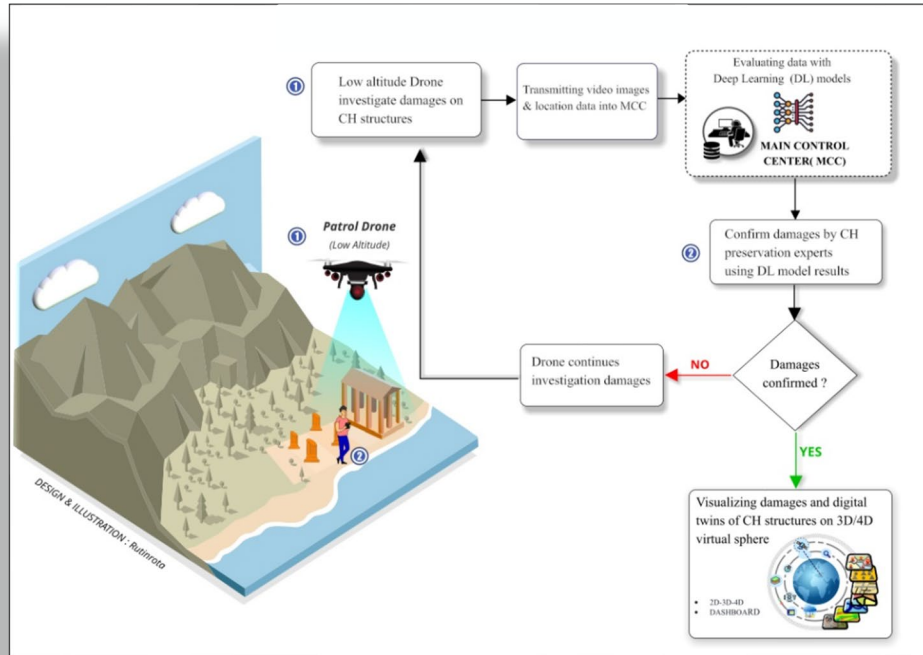 1
Low altitude Drone
investigate damages on
CH structures
Transmitting video images
& location data into MCC
Evaluating data with
Deep Learning (DL) models
MAIN CONTROL
CENTER( MCC)
2
Confirm damages by CH
preservation experts
using DL model results
Damages
confirmed ?
NO
Drone continues
investigation damages
YES
Visualizing damages and digital
twins of CH structures on 3D/4D
virtual sphere
• 2D-3D-4D
• DASHBOARD
1
Patrol Drone
(Low Altitude)
2
DESIGN & ILLUSTRATION : Rutinrota